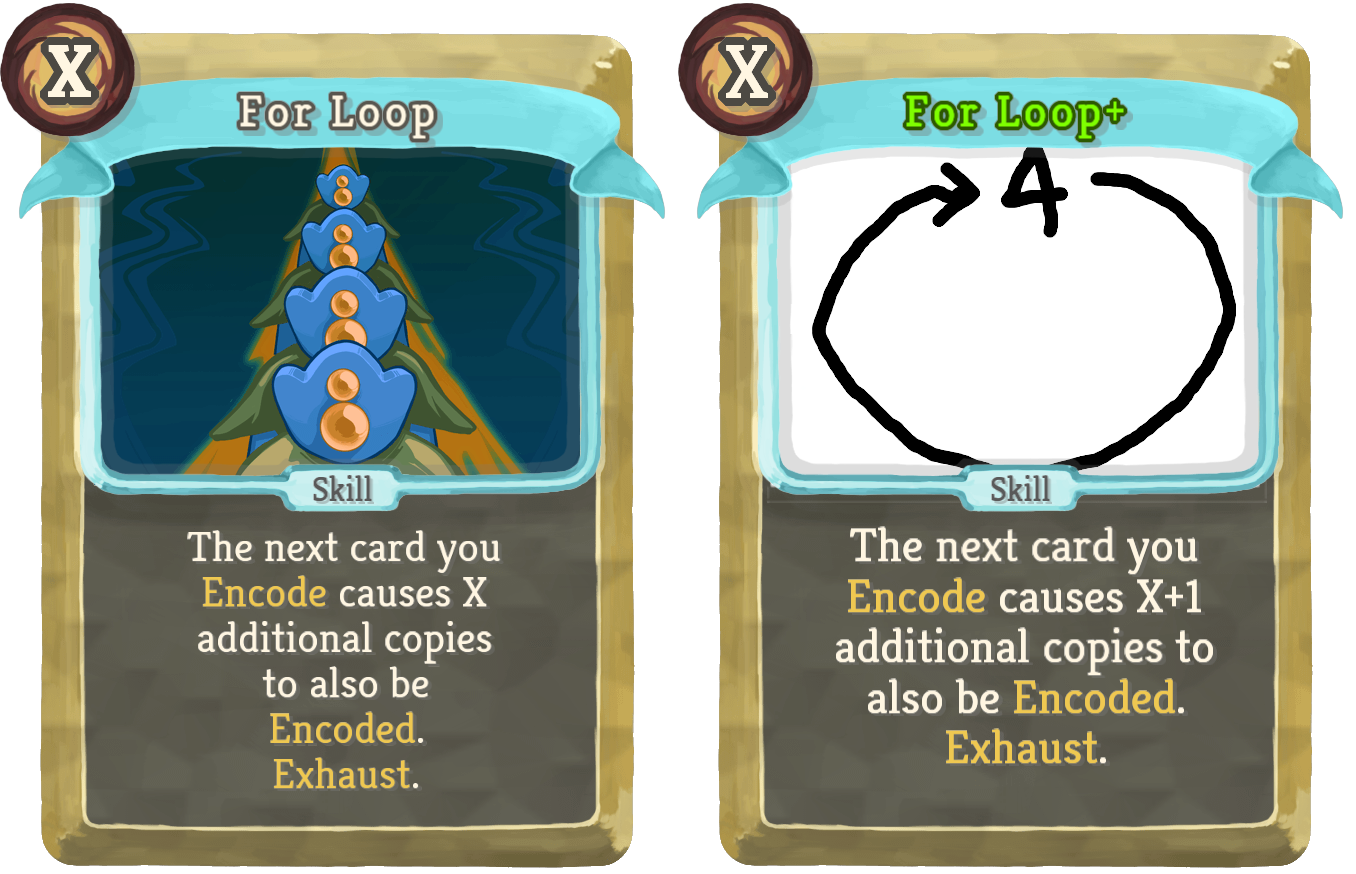 X
For Loop
Skill
The next card you
Encode causes X
additional copies
to also be
Encoded.
Exhaust.
X
For Loop+
4
Skill
The next card you
Encode causes X+1
additional copies to
also be Encoded.
Exhaust.